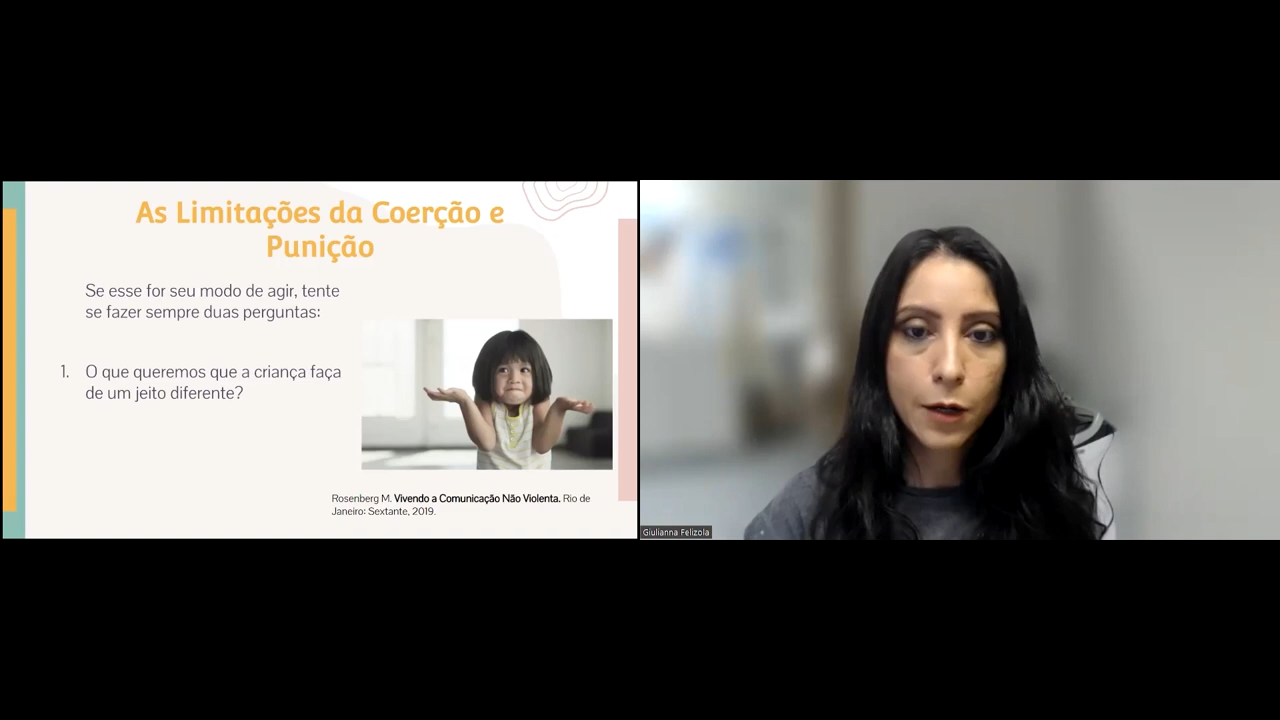 As Limitações da Coerção e
Punição
Se esse for seu modo de agir, tente
se fazer sempre duas perguntas:
1. O que queremos que a criança faça
de um jeito diferente?
Rosenberg M. Vivendo a Comunicação Não Violenta. Rio de
Janeiro: Sextante, 2019.
Giulianna Felizola